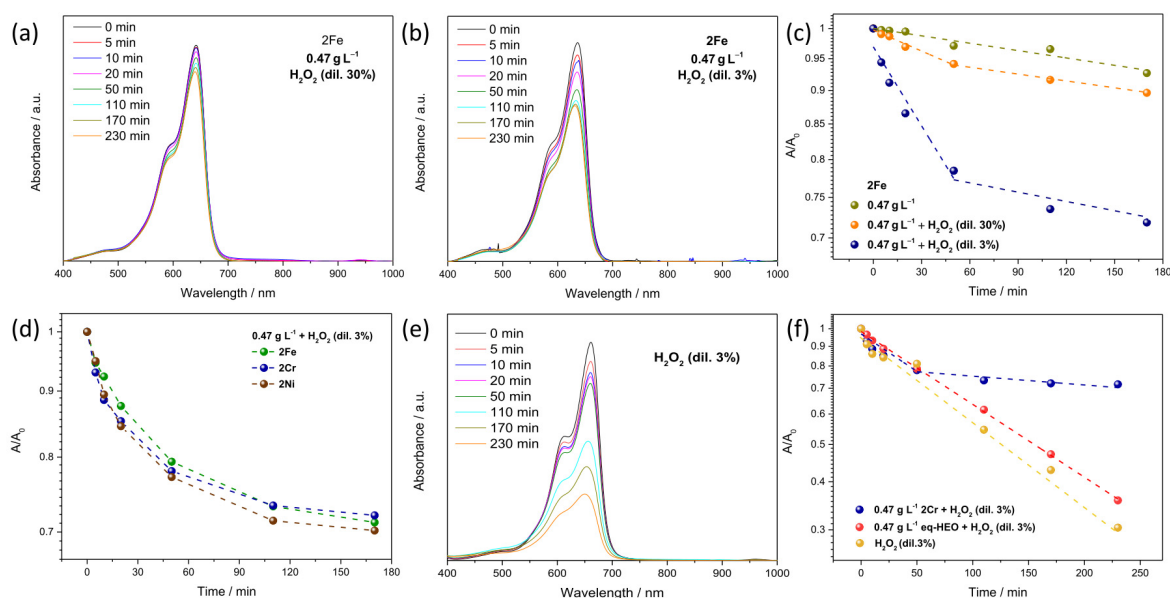 (a)
0 min
5 min
10 min
20 min
50 min
110 min
170 min
230 min
2Fe
0.47 g L⁻¹
H₂O₂ (dil. 30%)
Absorbance / a.u.
400 500 600 700 800 900 1000
Wavelength / nm
(b)
0 min
5 min
10 min
20 min
50 min
110 min
170 min
230 min
2Fe
0.47 g L⁻¹
H₂O₂ (dil. 3%)
Absorbance / a.u.
400 500 600 700 800 900 1000
Wavelength / nm
(c)
1
0.95
0.9
0.8
0.75
0.7
A/A₀
2Fe
0.47 g L⁻¹
0.47 g L⁻¹ + H₂O₂ (dil. 30%)
0.47 g L⁻¹ + H₂O₂ (dil. 3%)
0 30 60 90 120 150 180
Time / min
(d)
1
0.9
0.8
0.7
A/A₀
0.47 g L⁻¹ + H₂O₂ (dil. 3%)
2Fe
2Cr
2Ni
0 30 60 90 120 150 180
Time / min
(e)
0 min
5 min
10 min
20 min
50 min
110 min
170 min
230 min
H₂O₂ (dil. 3%)
Absorbance / a.u.
400 500 600 700 800 900 1000
Wavelength / nm
(f)
1
0.9
0.8
0.7
0.6
0.5
0.4
0.3
A/A₀
0.47 g L⁻¹ 2Cr + H₂O₂ (dil. 3%)
0.47 g L⁻¹ eq-HEO + H₂O₂ (dil. 3%)
H₂O₂ (dil.3%)
0 50 100 150 200 250
Time / min